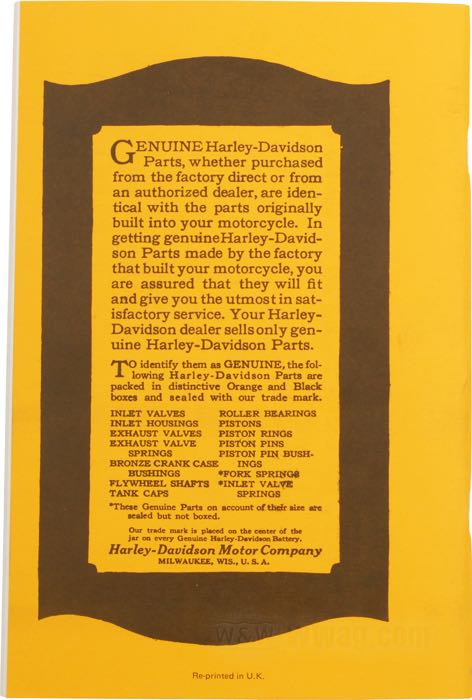 GENUINE Harley-Davidson
Parts, whether purchased
from the factory direct or from
an authorized dealer, are iden-
tical with the parts originally
built into your motorcycle. In
getting genuine Harley-David-
son Parts made by the factory
that built your motorcycle, you
are assured that they will fit
and give you the utmost in sat-
isfactory service. Your Harley-
Davidson dealer sells only gen-
uine Harley-Davidson Parts.
TO identify them as GENUINE, the fol-
lowing Harley-Davidson Parts are
packed in distinctive Orange and Black
boxes and sealed with our trade mark.
INLET VALVES
INLET HOUSINGS
EXHAUST VALVES
EXHAUST VALVE
SPRINGS
BRONZE CRANK CASE
BUSHINGS
FLYWHEEL SHAFTS
TANK CAPS
ROLLER BEARINGS
PISTONS
PISTON RINGS
PISTON PINS
PISTON PIN BUSH-
INGS
*FORK SPRINGS
*INLET VALVE
SPRINGS
*These Genuine Parts on account of their size are
sealed but not boxed.
Our trade mark is placed on the center of the
jar on every Genuine Harley-Davidson Battery.
Harley-Davidson Motor Company
MILWAUKEE, WIS., U. S. A.
Re-printed in U.K.